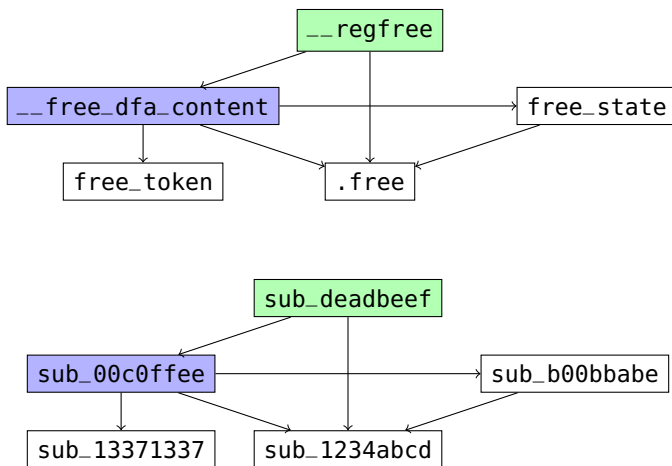 __regfree
__free_dfa_content
free_state
free_token
.free
sub_deadbeef
sub_00c0ffee
sub_b00bbabe
sub_13371337
sub_1234abcd